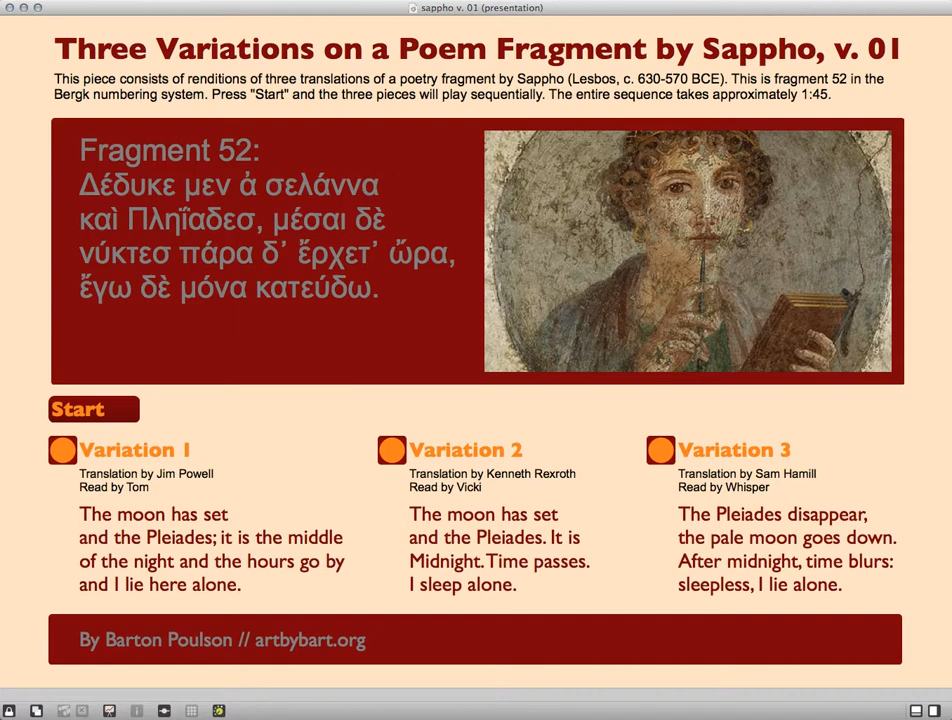 sappho v. 01 (presentation)
Three Variations on a Poem Fragment by Sappho, v. 01
This piece consists of renditions of three translations of a poetry fragment by Sappho (Lesbos, c. 630-570 BCE). This is fragment 52 in the
Bergk numbering system. Press "Start" and the three pieces will play sequentially. The entire sequence takes approximately 1:45.
Fragment 52:
Δέδυκε μεν ἀ σελάννα
καὶ Πληΐαδεσ, μέσαι δὲ
νύκτεσ πάρα δ᾽ ἔρχετ᾽ ὤρα,
ἔγω δὲ μόνα κατεύδω.
Start
Variation 1
Translation by Jim Powell
Read by Tom
The moon has set
and the Pleiades; it is the middle
of the night and the hours go by
and I lie here alone.
Variation 2
Translation by Kenneth Rexroth
Read by Vicki
The moon has set
and the Pleiades. It is
Midnight. Time passes.
I sleep alone.
Variation 3
Translation by Sam Hamill
Read by Whisper
The Pleiades disappear,
the pale moon goes down.
After midnight, time blurs:
sleepless, I lie alone.
By Barton Poulson // artbybart.org